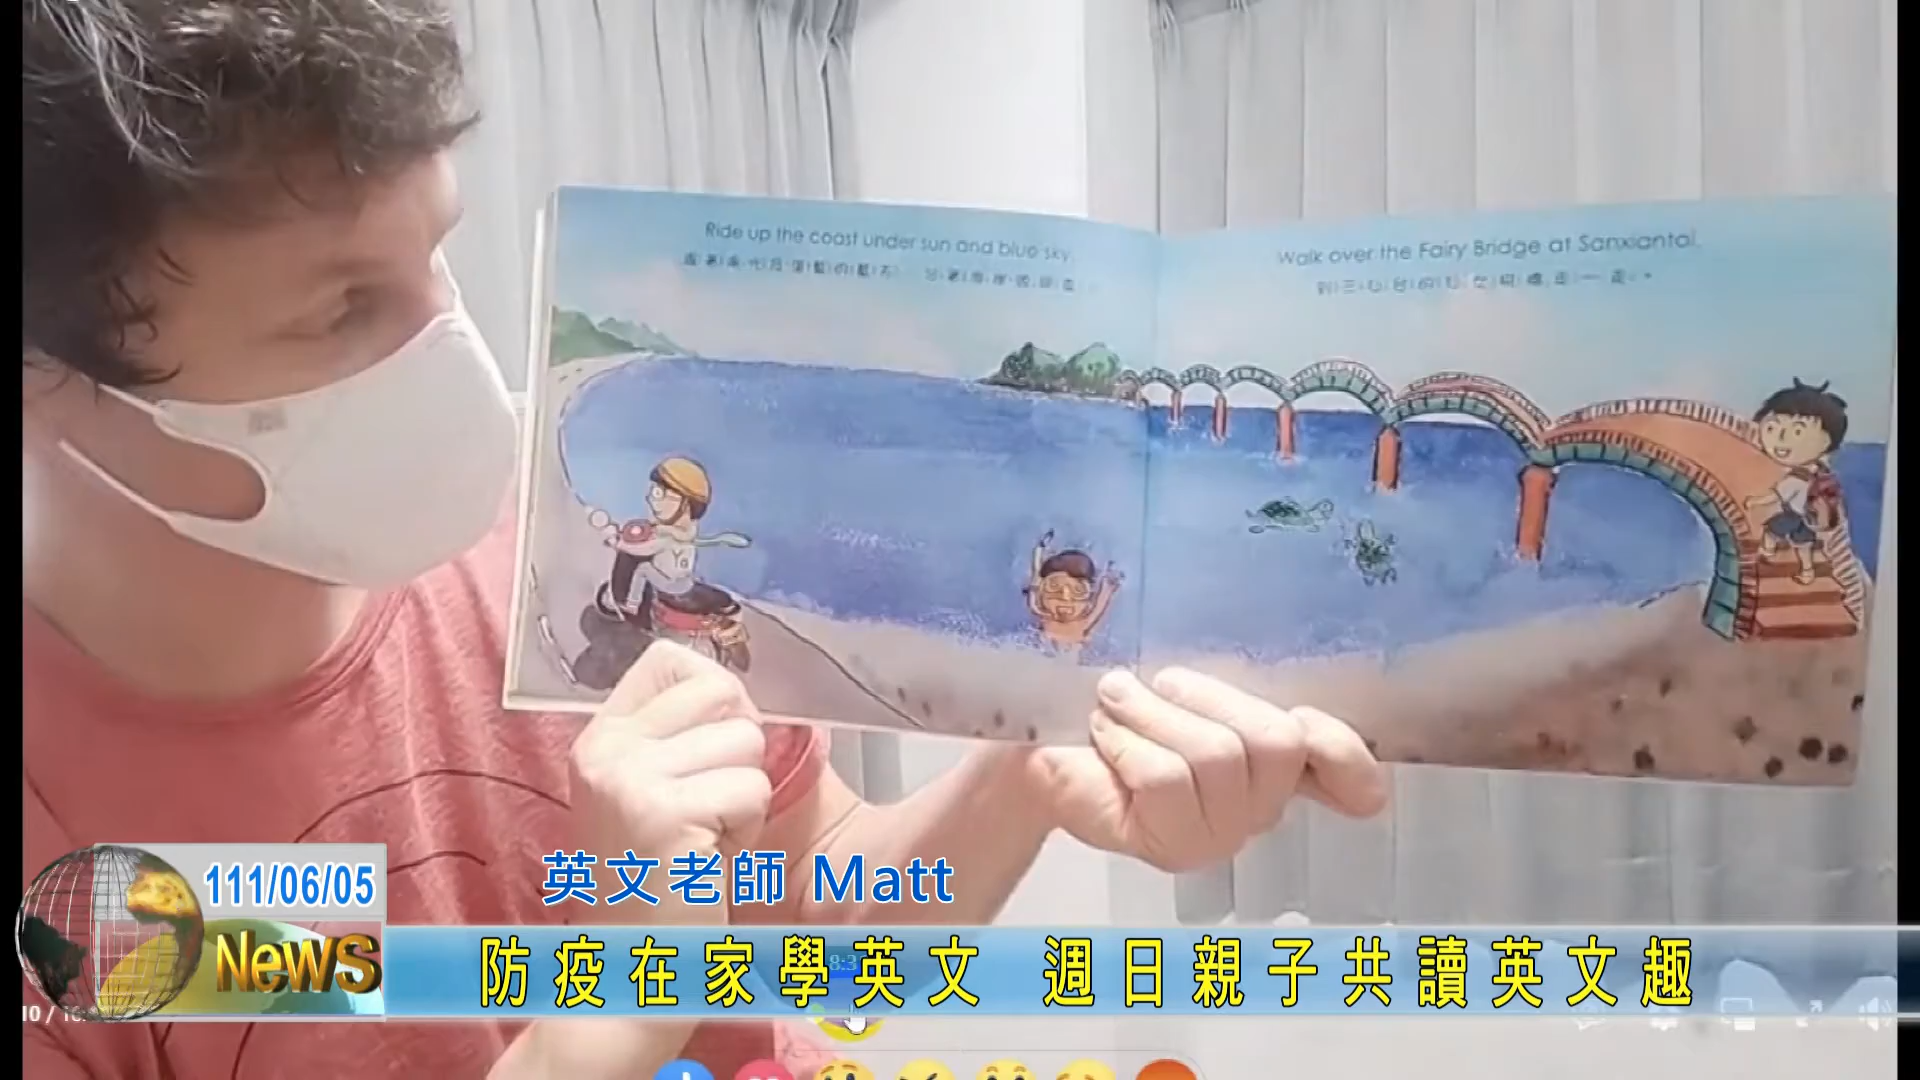 Ride up the coast under sun and blue sky.
Walk over the Fairy Bridge at Sanxiantai.
Ya
英文老師 Matt
111/06/05
News
防疫在家學英文 週日親子共讀英文趣